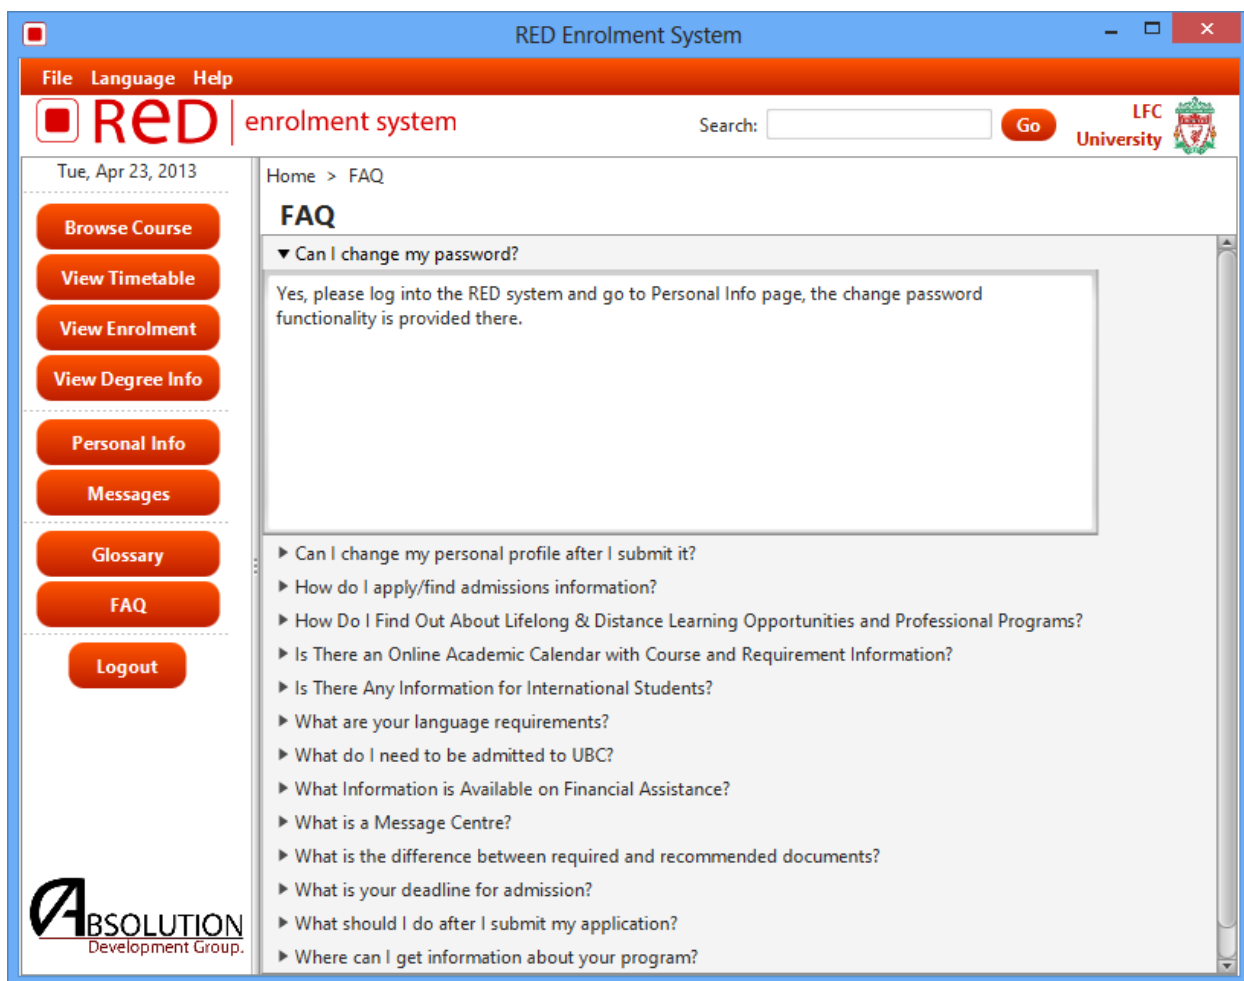 RED Enrolment System
File Language Help
ReD | enrolment system
Search:
Go
LFC
University
Tue, Apr 23, 2013
Browse Course
View Timetable
View Enrolment
View Degree Info
Personal Info
Messages
Glossary
FAQ
Logout
ABSOLUTION
Development Group.
Home > FAQ
FAQ
Can I change my password?
Yes, please log into the RED system and go to Personal Info page, the change password
functionality is provided there.
Can I change my personal profile after I submit it?
How do I apply/find admissions information?
How Do I Find Out About Lifelong & Distance Learning Opportunities and Professional Programs?
Is There an Online Academic Calendar with Course and Requirement Information?
Is There Any Information for International Students?
What are your language requirements?
What do I need to be admitted to UBC?
What Information is Available on Financial Assistance?
What is a Message Centre?
What is the difference between required and recommended documents?
What is your deadline for admission?
What should I do after I submit my application?
Where can I get information about your program?